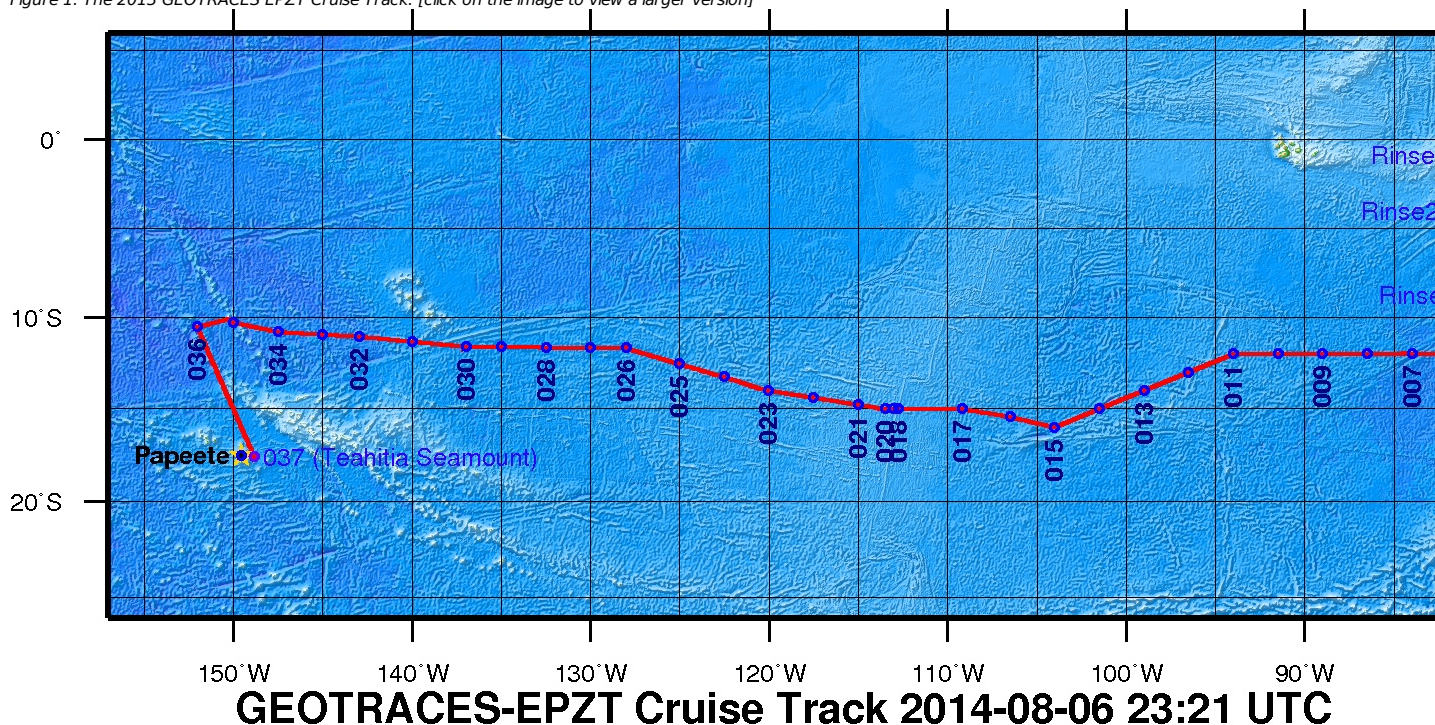 Figure 1. The 2013 GEOTRACES EPZT Cruise Track. [click on the image to view a larger version]
0°
Rinse
Rinse2
Rinse
10°S
036
034
032
030
028
026
025
023
021
020
018
017
015
013
011
009
007
Papeete
037 (Teahitia Seamount)
20°S
150°W 140°W 130°W 120°W 110°W 100°W 90°W
GEOTRACES-EPZT Cruise Track 2014-08-06 23:21 UTC